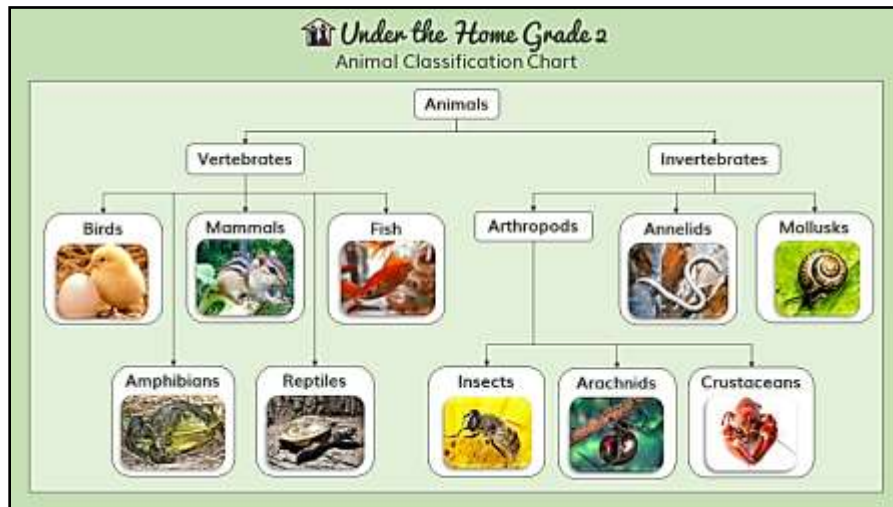 Under the Home Grade 2
Animal Classification Chart
Animals
Vertebrates
Invertebrates
Birds
Mammals
Fish
Arthropods
Annelids
Mollusks
Amphibians
Reptiles
Insects
Arachnids
Crustaceans